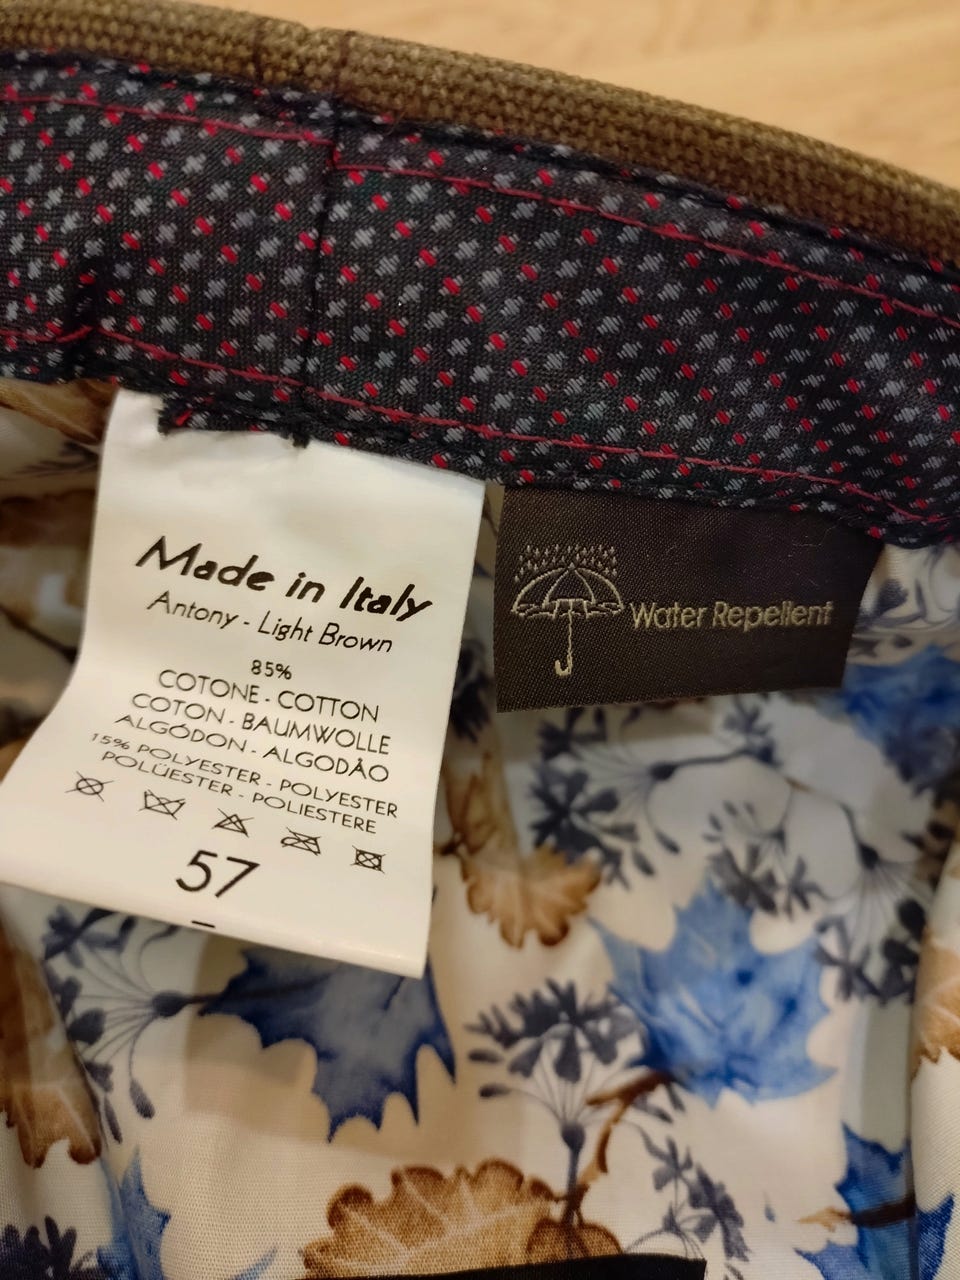 Made in Italy
Antony - Light Brown
85%
COTONE - COTTON
COTON - BAUMWOLLE
ALGÓDON - ALGODÃO
15% POLYESTER - POLYESTER
POLÜESTER - POLIESTERE
57
Water Repellent